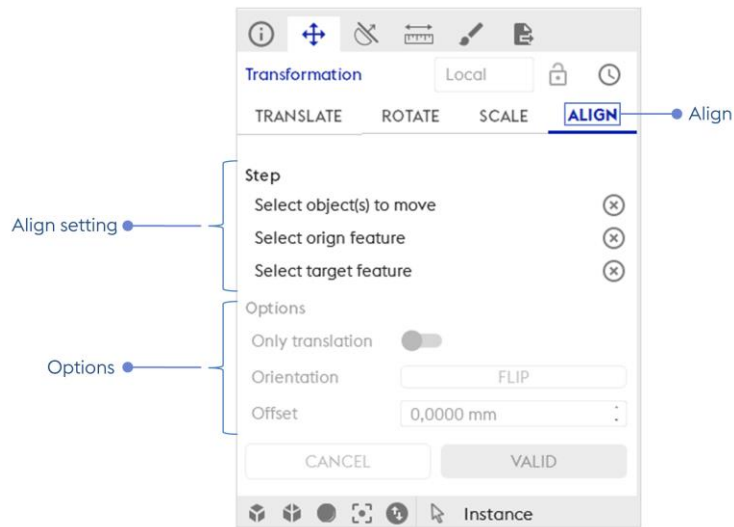 Transformation Local
TRANSLATE ROTATE SCALE ALIGN
Align
Step
Select object(s) to move
Align setting
Select orign feature
Select target feature
Options
Only translation
Options
Orientation FLIP
Offset 0,0000 mm
CANCEL VALID
Instance